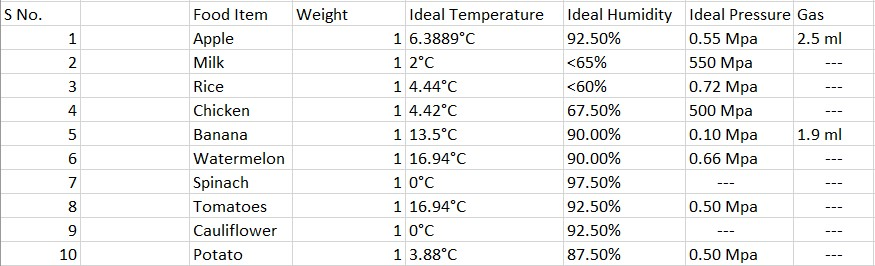 S No. Food Item Weight Ideal Temperature Ideal Humidity Ideal Pressure Gas
1 Apple 1 6.3889°C 92.50% 0.55 Mpa 2.5 ml
2 Milk 1 2°C <65% 550 Mpa ---
3 Rice 1 4.44°C <60% 0.72 Mpa ---
4 Chicken 1 4.42°C 67.50% 500 Mpa ---
5 Banana 1 13.5°C 90.00% 0.10 Mpa 1.9 ml
6 Watermelon 1 16.94°C 90.00% 0.66 Mpa ---
7 Spinach 1 0°C 97.50% --- ---
8 Tomatoes 1 16.94°C 92.50% 0.50 Mpa ---
9 Cauliflower 1 0°C 92.50% --- ---
10 Potato 1 3.88°C 87.50% 0.50 Mpa ---